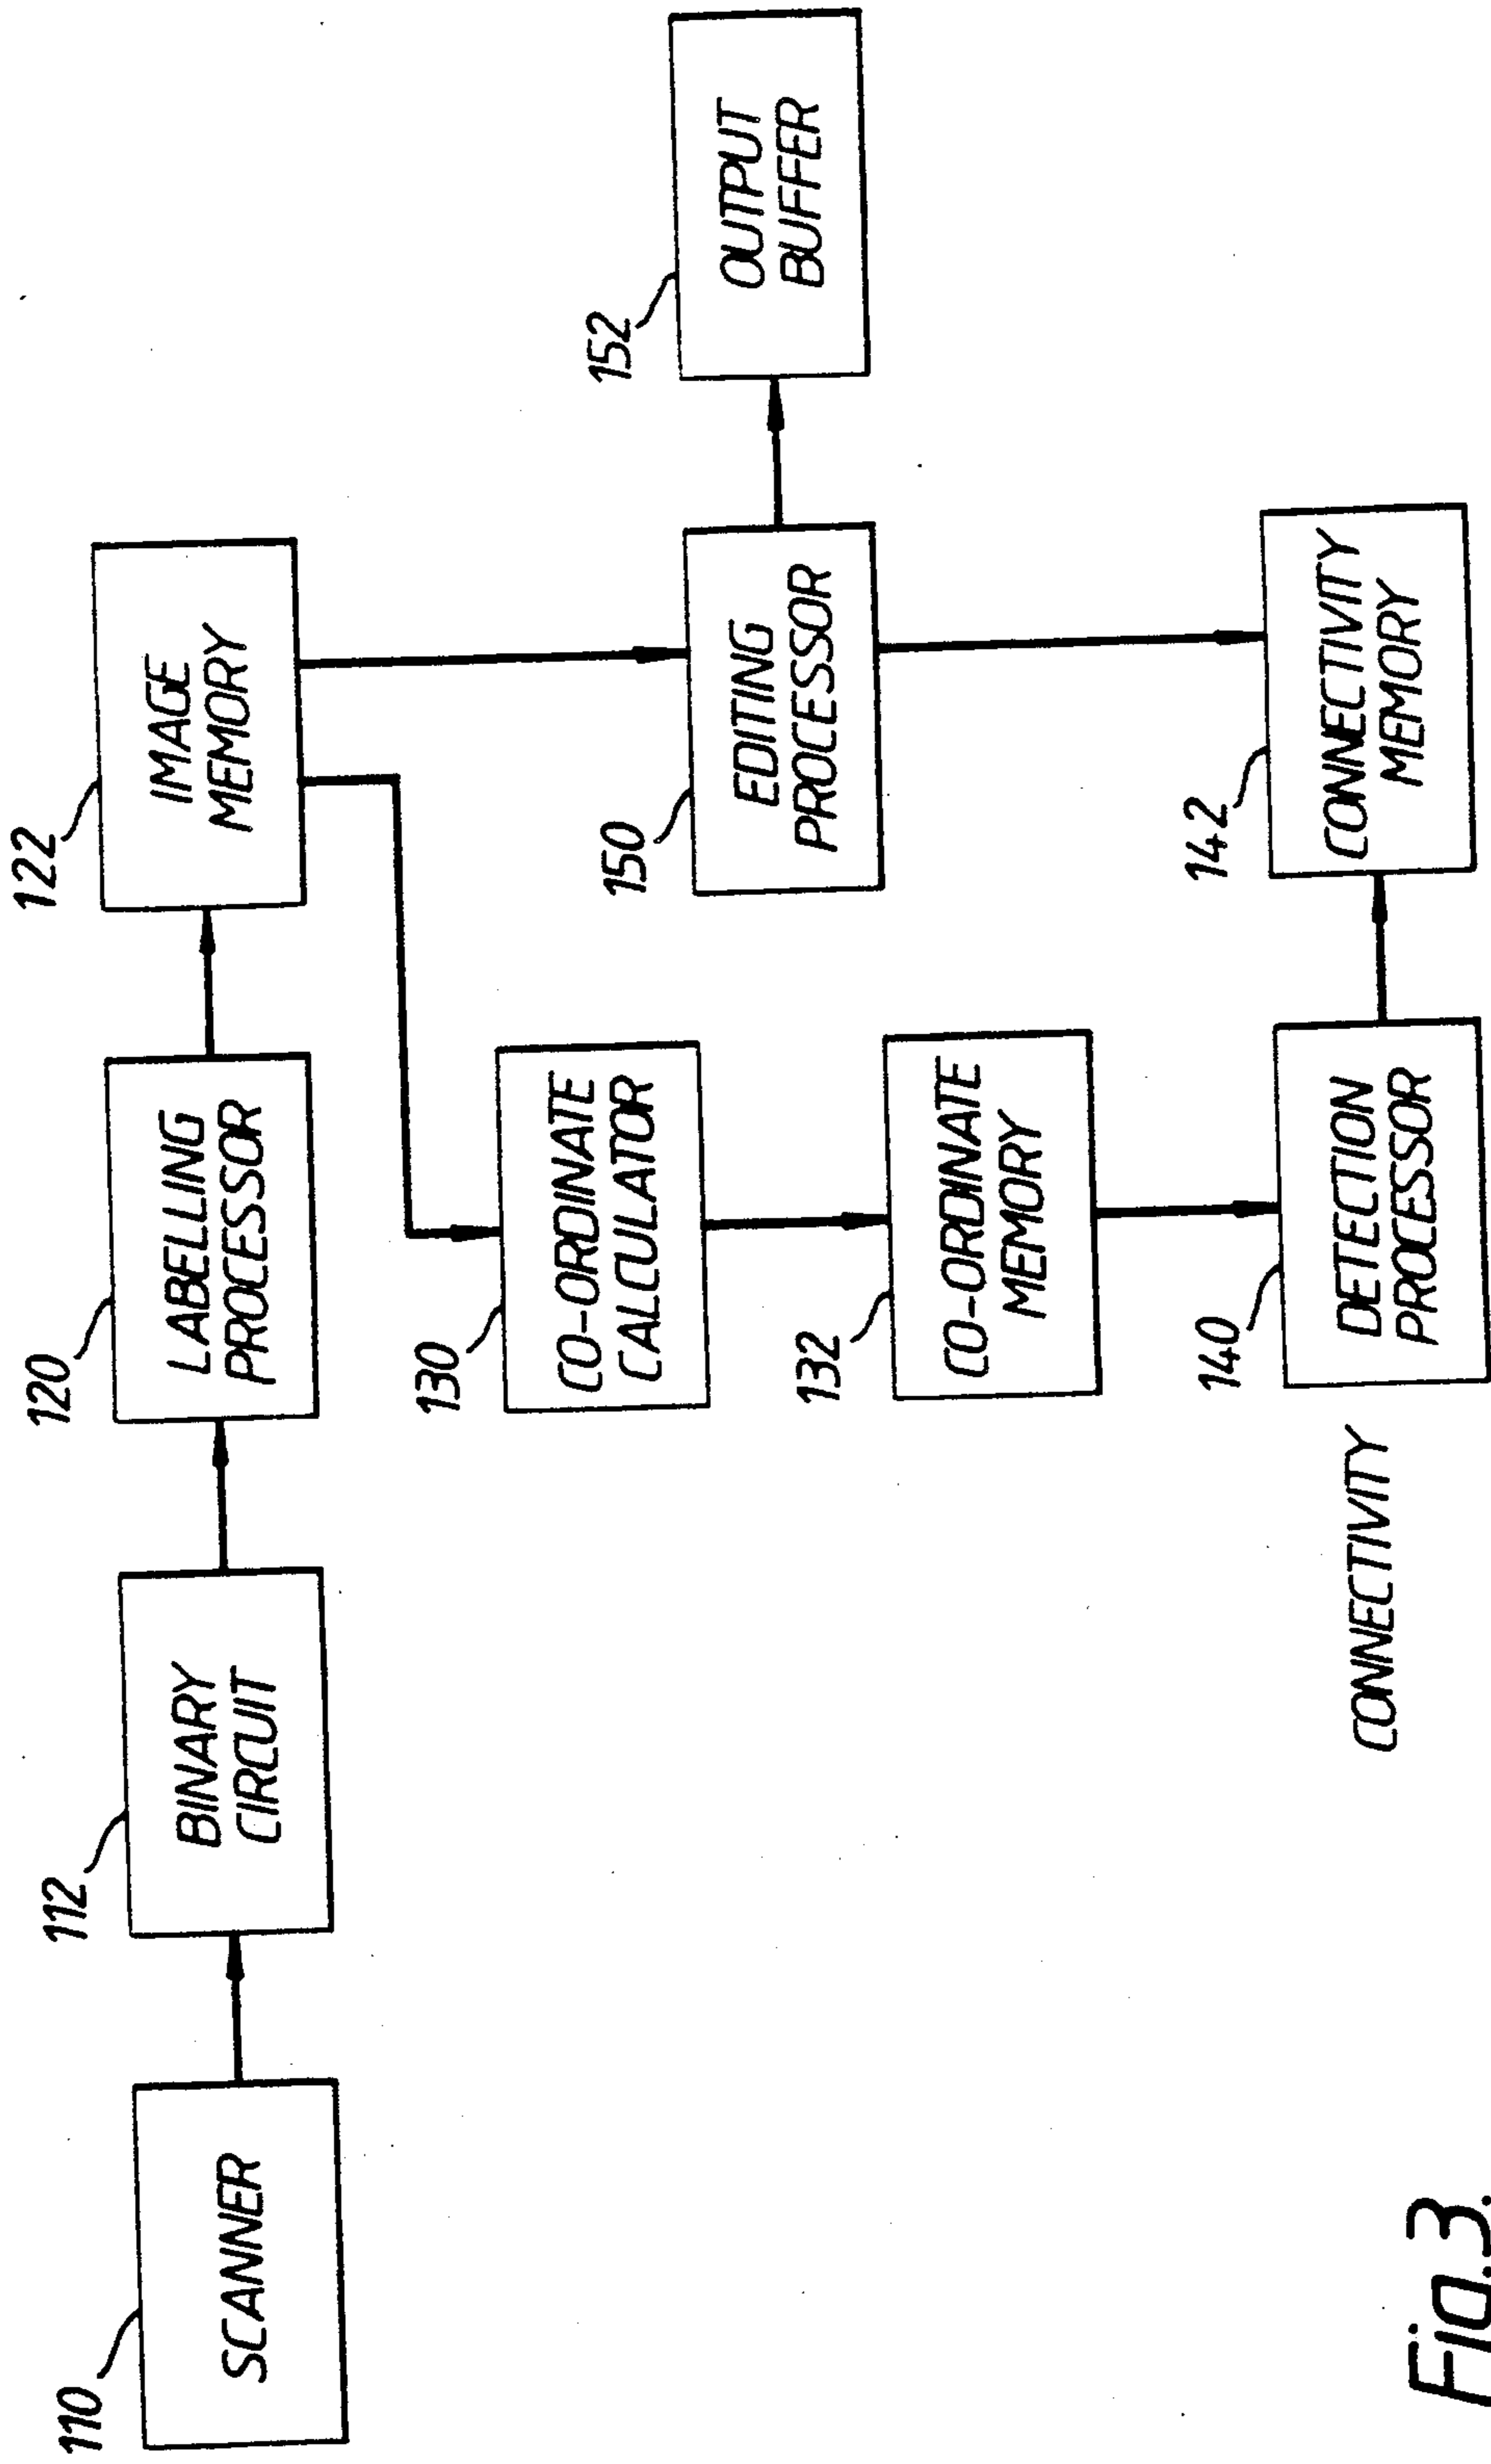 110
SCANNER
112
BINARY
CIRCUIT
120
LABELLING
PROCESSOR
122
IMAGE
MEMORY
130
CO-ORDINATE
CALCULATOR
150
EDITING
PROCESSOR
152
OUTPUT
BUFFER
132
CO-ORDINATE
MEMORY
CONNECTIVITY
140
DETECTION
PROCESSOR
142
CONNECTIVITY
MEMORY
Fig.3.